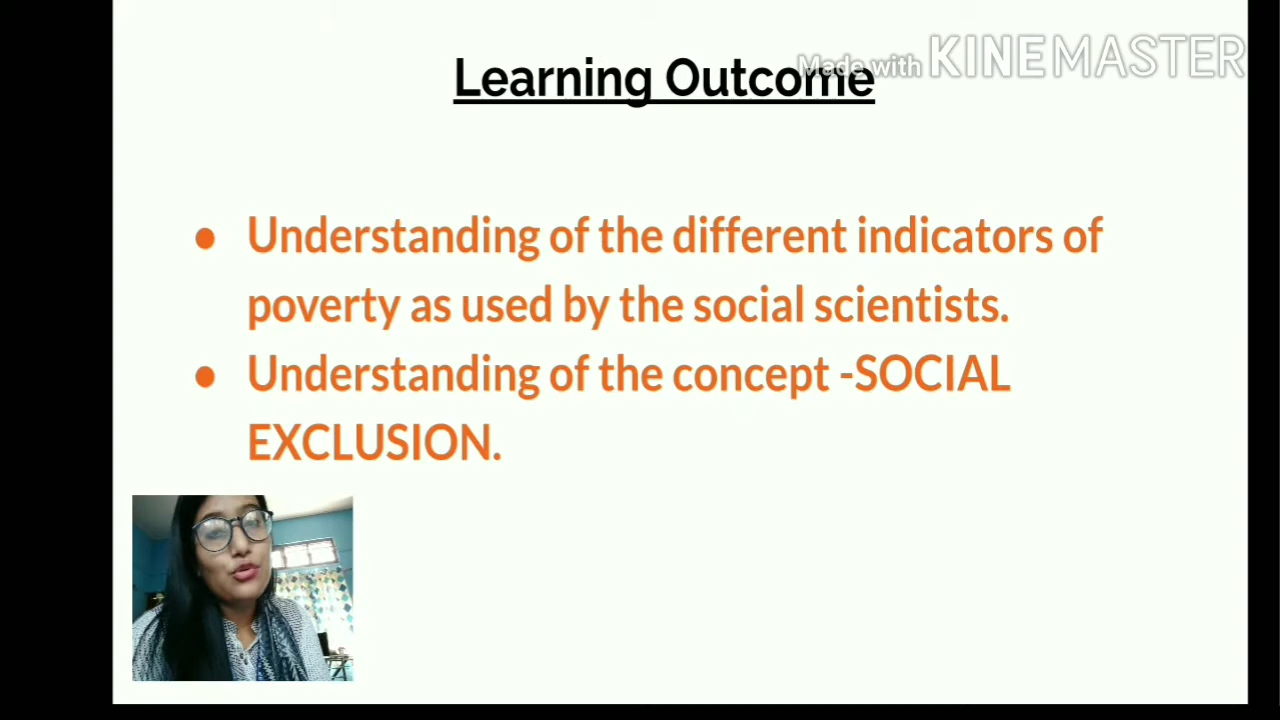 Made with KINEMASTER
Learning Outcome
● Understanding of the different indicators of
poverty as used by the social scientists.
● Understanding of the concept -SOCIAL
EXCLUSION.